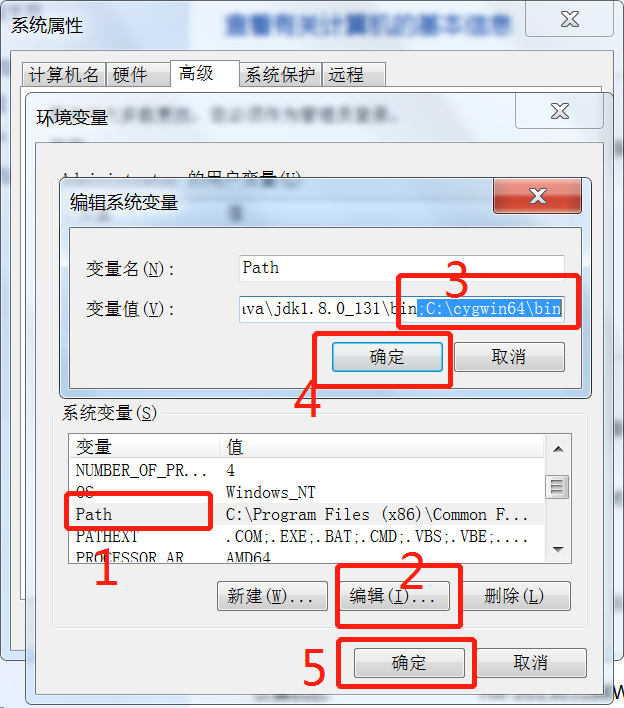 查看有关计算机的基本信息
系统属性
计算机名 硬件 高级 系统保护 远程
环境变量
Administrator 的用户变量(U)
编辑系统变量
变量名(N): Path
3
变量值(V): ava\jdk1.8.0_131\bin;C:\cygwin64\bin
确定 取消
4
系统变量(S)
变量 值
NUMBER_OF_PR... 4
OS Windows_NT
Path C:\Program Files (x86)\Common F...
PATHEXT .COM;.EXE;.BAT;.CMD;.VBS;.VBE;....
PROCESSOR_AR AMD64
1 2
新建(W)... 编辑(I)... 删除(L)
5 确定 取消